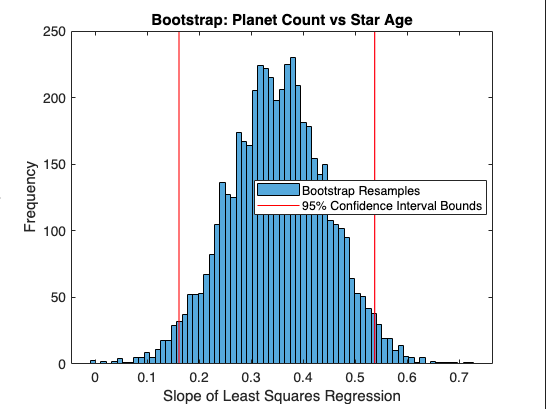 Bootstrap: Planet Count vs Star Age
250
200
150
100
50
0
Frequency
Bootstrap Resamples
95% Confidence Interval Bounds
0 0.1 0.2 0.3 0.4 0.5 0.6 0.7
Slope of Least Squares Regression